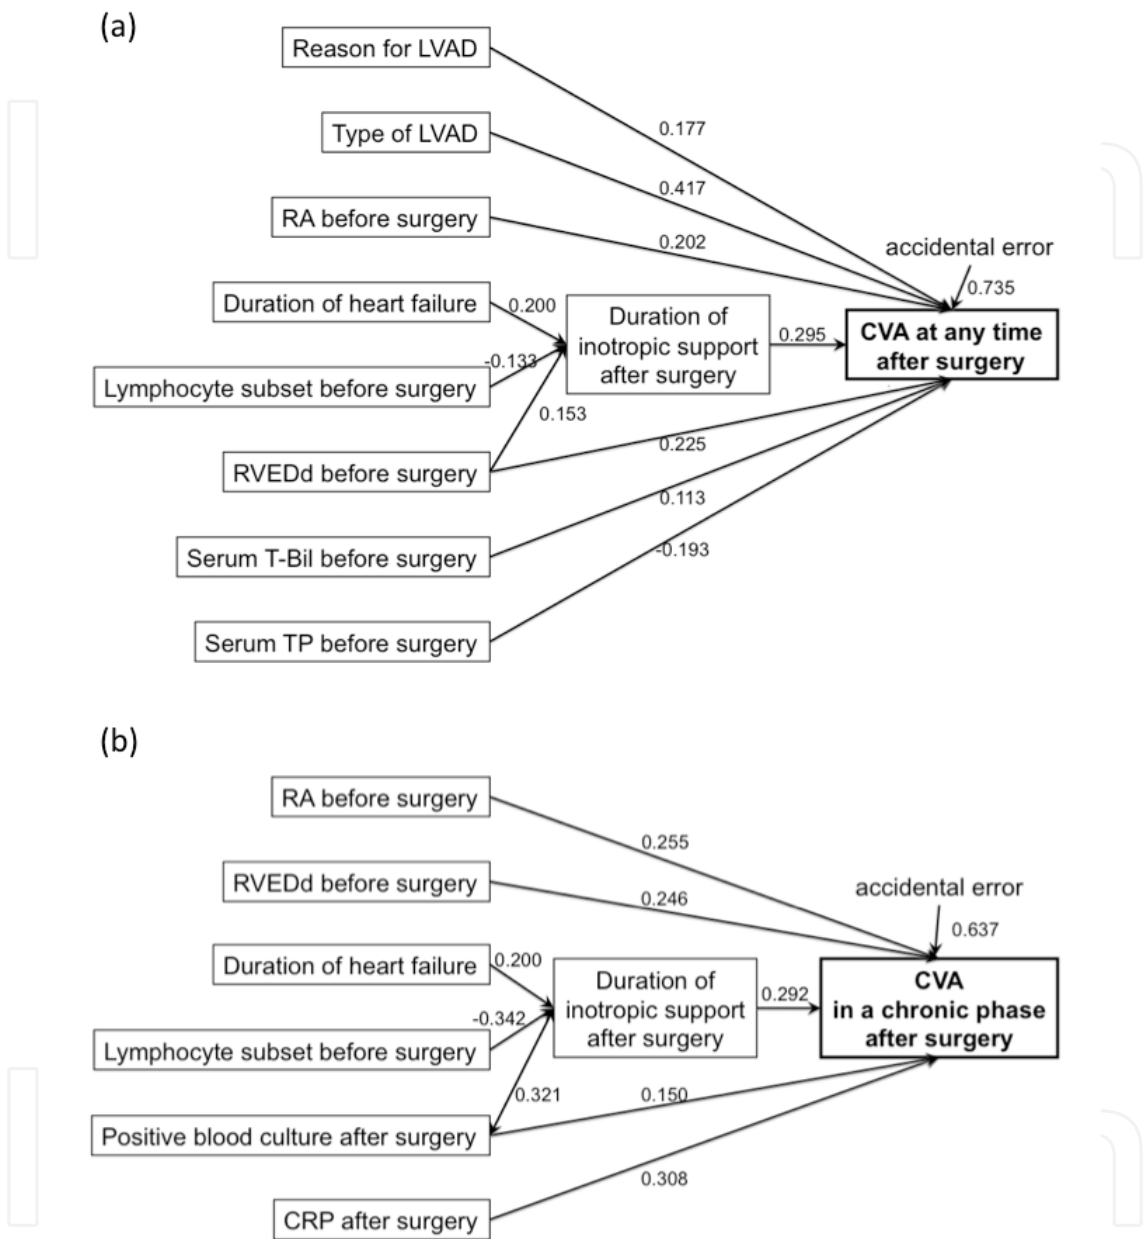 (a)
Reason for LVAD
0.177
Type of LVAD
0.417
RA before surgery
0.202
accidental error
0.735
Duration of heart failure
0.200
Duration of
inotropic support
after surgery
0.295
CVA at any time
after surgery
Lymphocyte subset before surgery
-0.133
0.153
RVEDd before surgery
0.225
Serum T-Bil before surgery
0.113
Serum TP before surgery
-0.193
(b)
RA before surgery
0.255
RVEDd before surgery
0.246
accidental error
0.637
Duration of heart failure
0.200
Duration of
inotropic support
after surgery
0.292
CVA
in a chronic phase
after surgery
Lymphocyte subset before surgery
-0.342
0.321
Positive blood culture after surgery
0.150
CRP after surgery
0.308